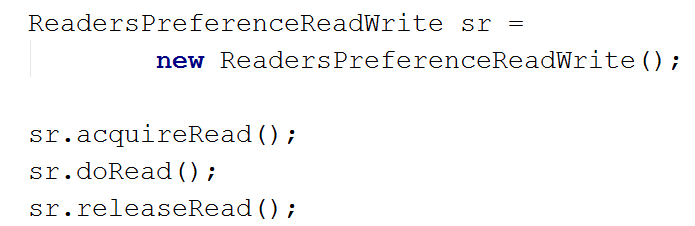 ReadersPreferenceReadWrite sr =
new ReadersPreferenceReadWrite();
sr.acquireRead();
sr.doRead();
sr.releaseRead();